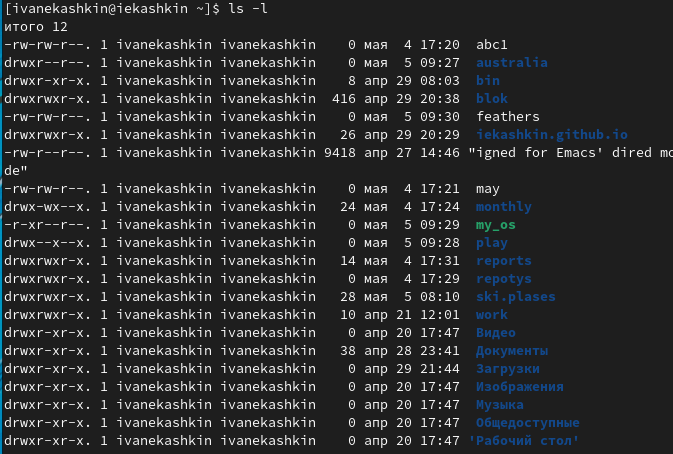 [ivanekashkin@iekashkin ~]$ ls -l
итого 12
-rw-rw-r--. 1 ivanekashkin ivanekashkin    0 мая  4 17:20  abc1
drwxr--r--. 1 ivanekashkin ivanekashkin    0 мая  5 09:27  australia
drwxr-xr-x. 1 ivanekashkin ivanekashkin    8 апр 29 08:03  bin
drwxrwxr-x. 1 ivanekashkin ivanekashkin  416 апр 29 20:38  blok
-rw-rw-r--. 1 ivanekashkin ivanekashkin    0 мая  5 09:30  feathers
drwxrwxr-x. 1 ivanekashkin ivanekashkin   26 апр 29 20:29  iekashkin.github.io
-rw-r--r--. 1 ivanekashkin ivanekashkin 9418 апр 27 14:46 "igned for Emacs' dired mo
de"
-rw-rw-r--. 1 ivanekashkin ivanekashkin    0 мая  4 17:21  may
drwx-wx--x. 1 ivanekashkin ivanekashkin   24 мая  4 17:24  monthly
-r-xr--r--. 1 ivanekashkin ivanekashkin    0 мая  5 09:29  my_os
drwx--x--x. 1 ivanekashkin ivanekashkin    0 мая  5 09:28  play
drwxrwxr-x. 1 ivanekashkin ivanekashkin   14 мая  4 17:31  reports
drwxrwxr-x. 1 ivanekashkin ivanekashkin    0 мая  4 17:29  repotys
drwxrwxr-x. 1 ivanekashkin ivanekashkin   28 мая  5 08:10  ski.plases
drwxrwxr-x. 1 ivanekashkin ivanekashkin   10 апр 21 12:01  work
drwxr-xr-x. 1 ivanekashkin ivanekashkin    0 апр 20 17:47  Видео
drwxr-xr-x. 1 ivanekashkin ivanekashkin   38 апр 28 23:41  Документы
drwxr-xr-x. 1 ivanekashkin ivanekashkin    0 апр 29 21:44  Загрузки
drwxr-xr-x. 1 ivanekashkin ivanekashkin    0 апр 20 17:47  Изображения
drwxr-xr-x. 1 ivanekashkin ivanekashkin    0 апр 20 17:47  Музыка
drwxr-xr-x. 1 ivanekashkin ivanekashkin    0 апр 20 17:47  Общедоступные
drwxr-xr-x. 1 ivanekashkin ivanekashkin    0 апр 20 17:47 'Рабочий стол'